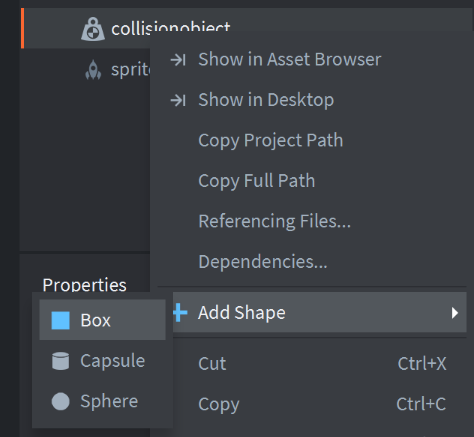 collisionobject
sprite
Show in Asset Browser
Show in Desktop
Copy Project Path
Copy Full Path
Referencing Files...
Dependencies...
Properties
Add Shape
Box
Capsule
Sphere
Cut Ctrl+X
Copy Ctrl+C